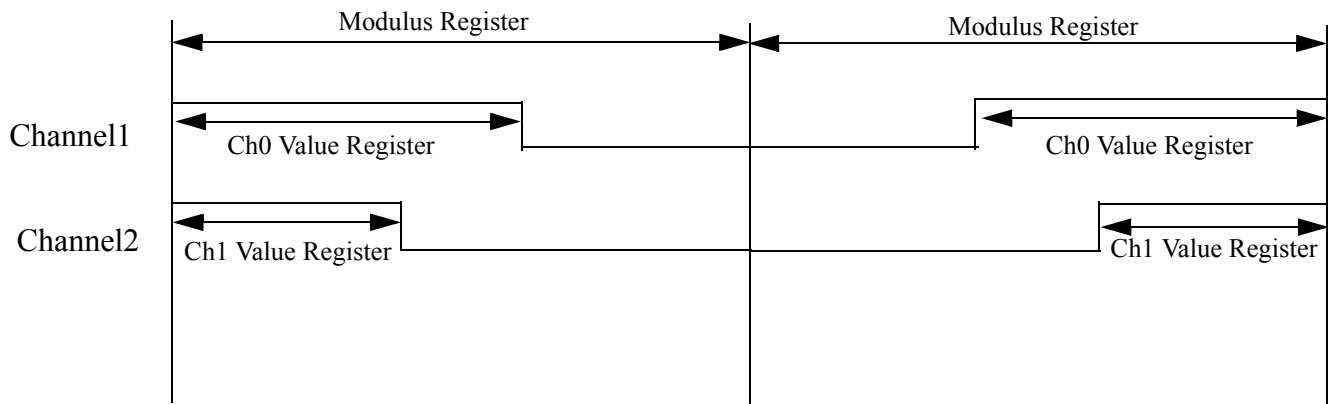 Modulus Register
Modulus Register
Channel1
Ch0 Value Register
Ch0 Value Register
Channel2
Ch1 Value Register
Ch1 Value Register